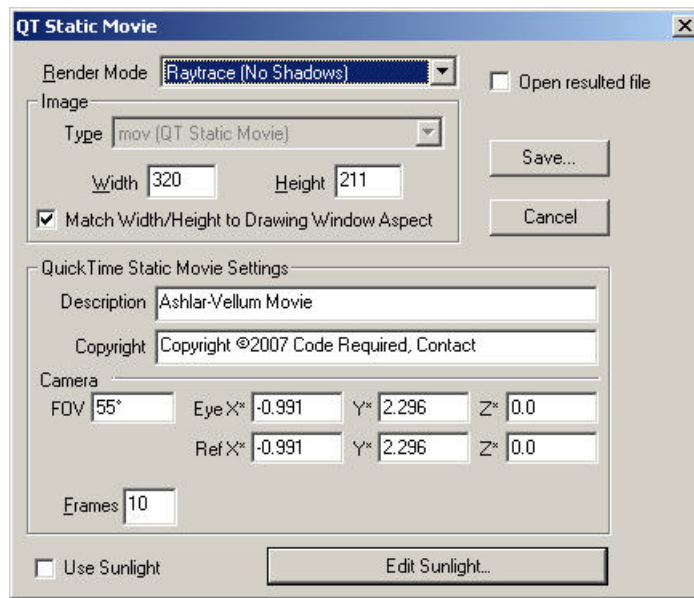 QT Static Movie
Render Mode Raytrace (No Shadows)
Open resulted file
Image
Type mov (QT Static Movie)
Save...
Width 320 Height 211
Match Width/Height to Drawing Window Aspect
Cancel
QuickTime Static Movie Settings
Description Ashlar-Vellum Movie
Copyright Copyright ©2007 Code Required, Contact
Camera
FOV 55° Eye X* -0.991 Y* 2.296 Z* 0.0
Ref X* -0.991 Y* 2.296 Z* 0.0
Frames 10
Use Sunlight Edit Sunlight...